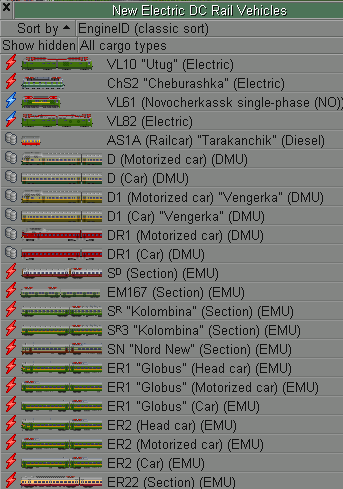 New Electric DC Rail Vehicles
Sort by EngineID (classic sort)
Show hidden All cargo types
VL10 "Utug" (Electric)
ChS2 "Cheburashka" (Electric)
VL61 (Novocherkassk single-phase (NO))
VL82 (Electric)
AS1A (Railcar) "Tarakanchik" (Diesel)
D (Motorized car) (DMU)
D (Car) (DMU)
D1 (Motorized car) "Vengerka" (DMU)
D1 (Car) "Vengerka" (DMU)
DR1 (Motorized car) (DMU)
DR1 (Car) (DMU)
Sᴰ (Section) (EMU)
EM167 (Section) (EMU)
Sᴿ "Kolombina" (Section) (EMU)
Sᴿ3 "Kolombina" (Section) (EMU)
SN "Nord New" (Section) (EMU)
ER1 "Globus" (Head car) (EMU)
ER1 "Globus" (Motorized car) (EMU)
ER1 "Globus" (Car) (EMU)
ER2 (Head car) (EMU)
ER2 (Motorized car) (EMU)
ER2 (Car) (EMU)
ER22 (Section) (EMU)